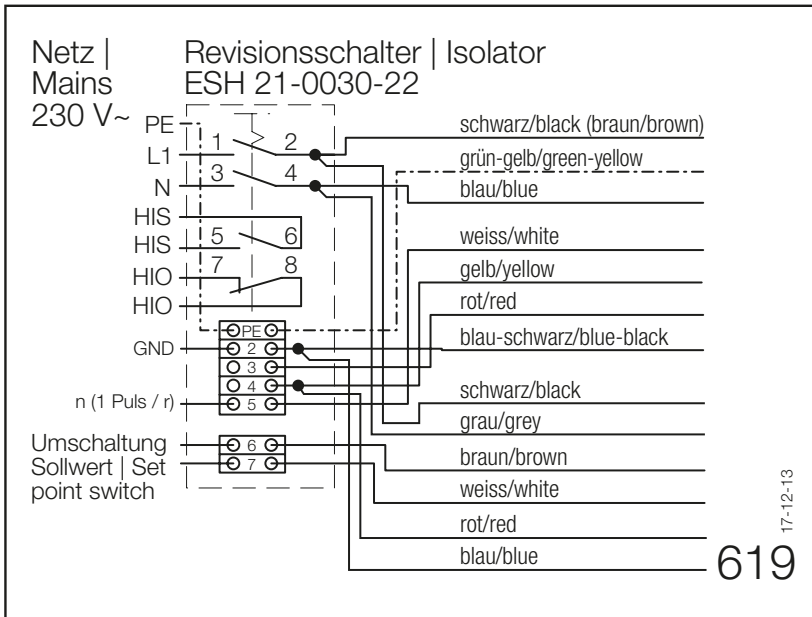 Netz |
Mains
230 V~
Revisionsschalter | Isolator
ESH 21-0030-22
PE
L1
N
HIS
HIS
HIO
HIO
GND
n (1 Puls / r)
Umschaltung
Sollwert | Set
point switch
1 2
3 4
5 6
7 8
PE
2
3
4
5
6
7
schwarz/black (braun/brown)
grün-gelb/green-yellow
blau/blue
weiss/white
gelb/yellow
rot/red
blau-schwarz/blue-black
schwarz/black
grau/grey
braun/brown
weiss/white
rot/red
blau/blue
17-12-13
619